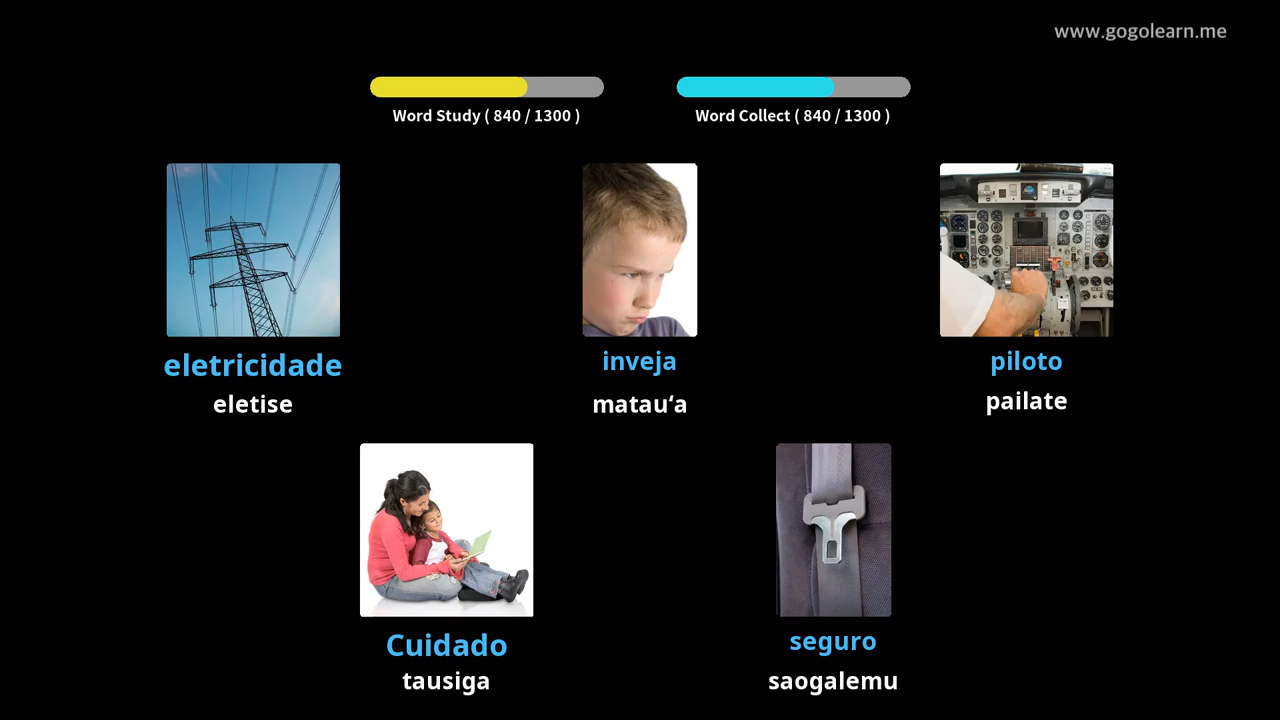 www.gogolearn.me
Word Study ( 840 / 1300 )
Word Collect ( 840 / 1300 )
eletricidade
eletise
inveja
matauʻa
piloto
pailate
Cuidado
tausiga
seguro
saogalemu